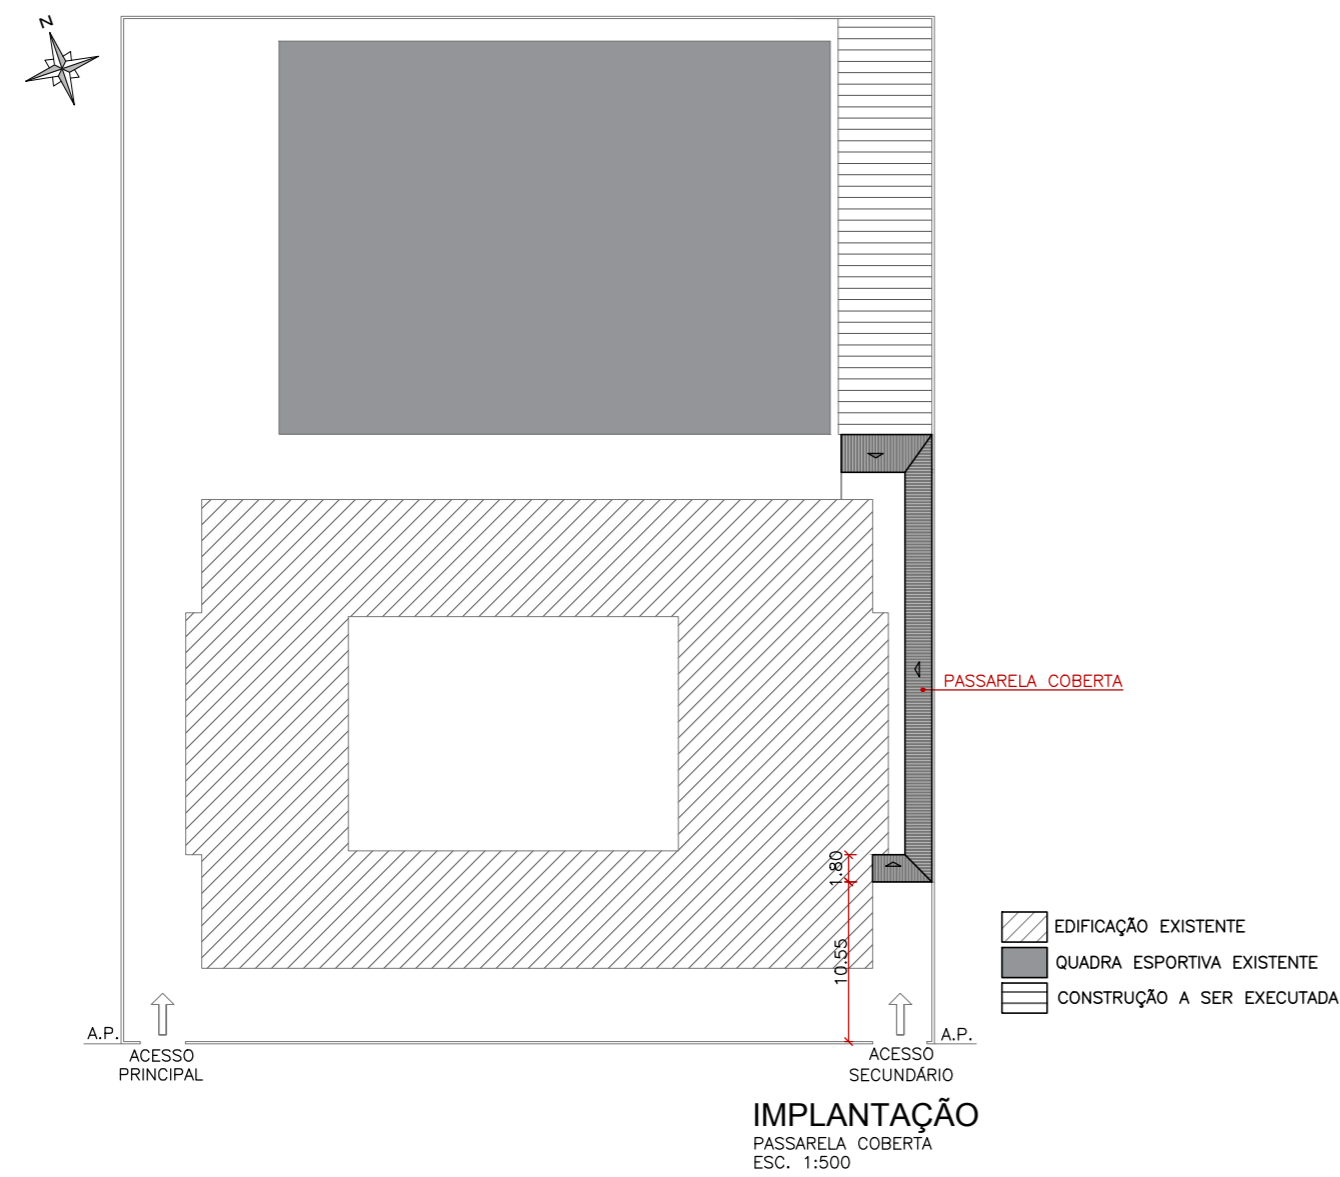 N
PASSARELA COBERTA
1.80
10.55
EDIFICAÇÃO EXISTENTE
QUADRA ESPORTIVA EXISTENTE
CONSTRUÇÃO A SER EXECUTADA
A.P.
A.P.
ACESSO
PRINCIPAL
ACESSO
SECUNDÁRIO
IMPLANTAÇÃO
PASSARELA COBERTA
ESC. 1:500